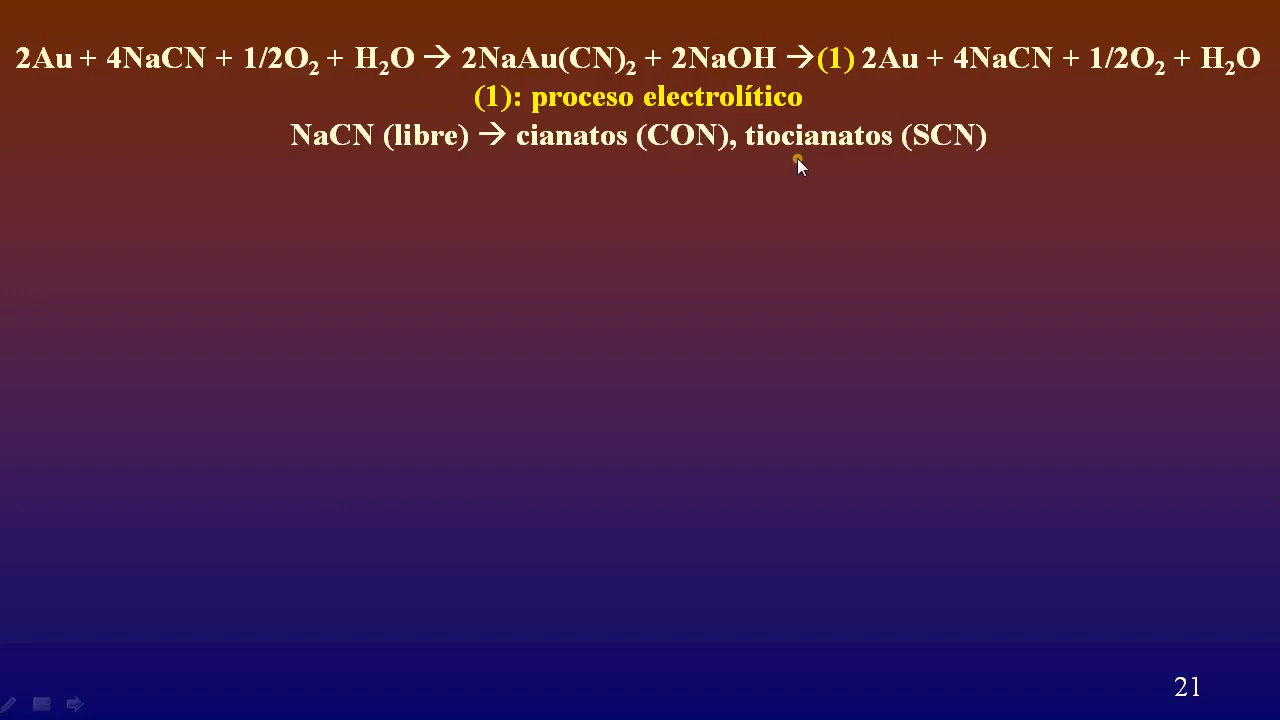 2Au + 4NaCN + 1/2O₂ + H₂O → 2NaAu(CN)₂ + 2NaOH →(1) 2Au + 4NaCN + 1/2O₂ + H₂O
(1): proceso electrolítico
NaCN (libre) → cianatos (CON), tiocianatos (SCN)
21